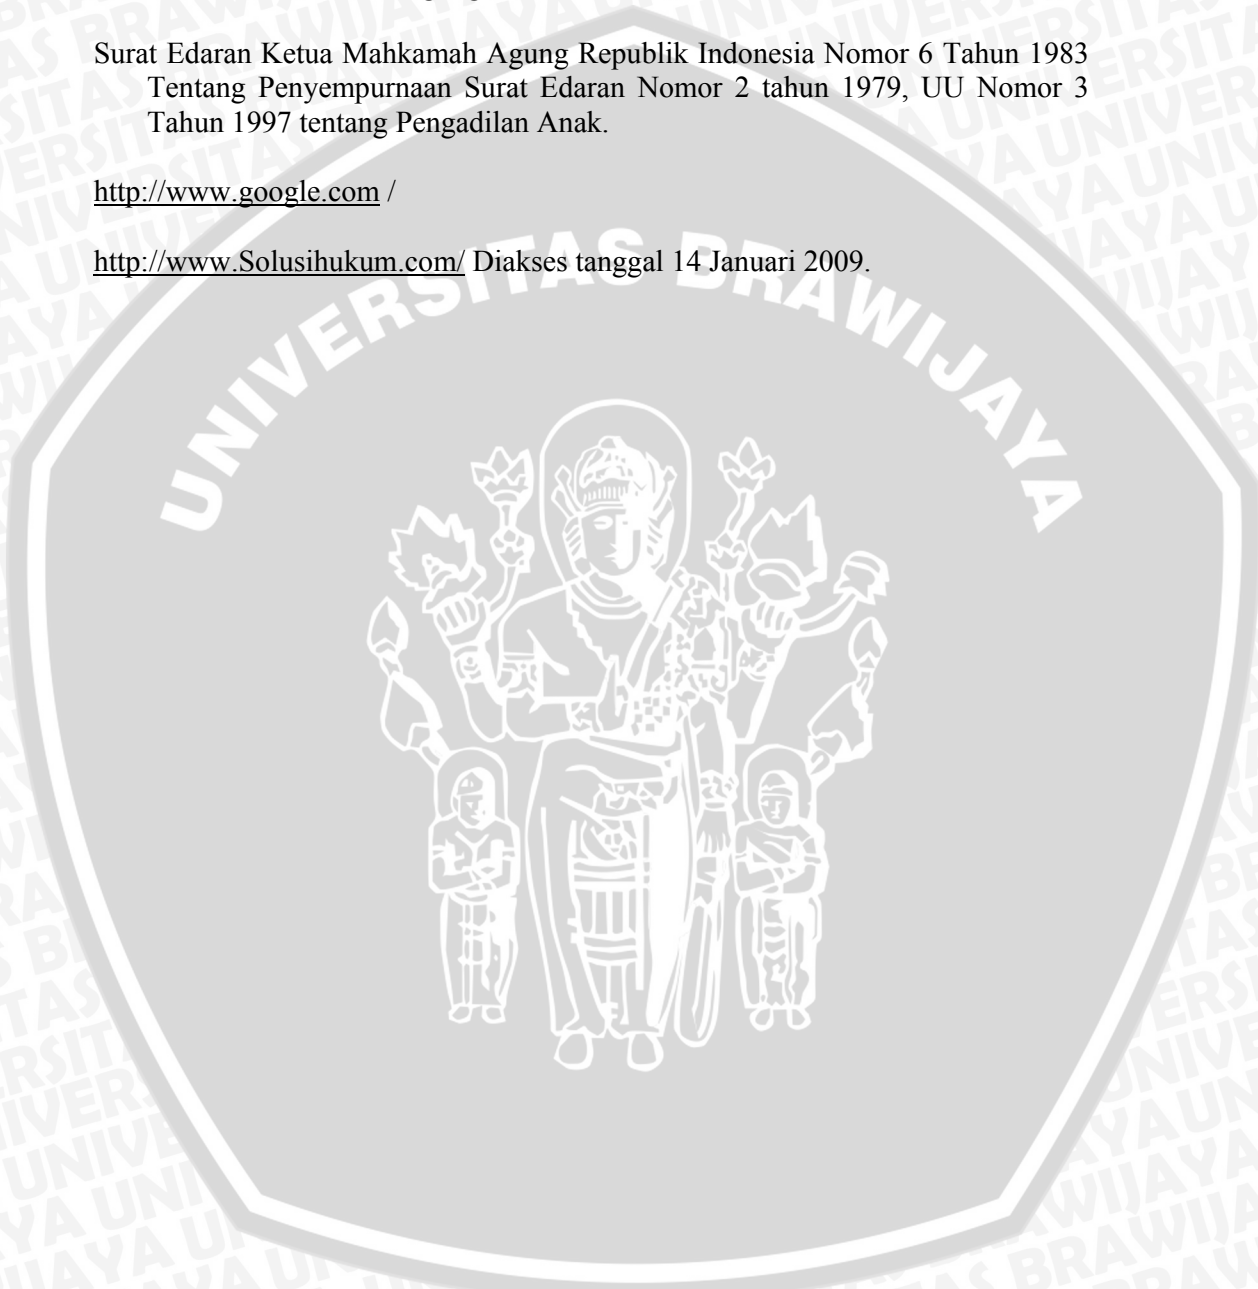 Surat Edaran Ketua Mahkamah Agung Republik Indonesia Nomor 6 Tahun 1983
Tentang Penyempurnaan Surat Edaran Nomor 2 tahun 1979, UU Nomor 3
Tahun 1997 tentang Pengadilan Anak.
http://www.google.com /
http://www.Solusihukum.com/ Diakses tanggal 14 Januari 2009.
UNIVERSITAS BRAWIJAYA